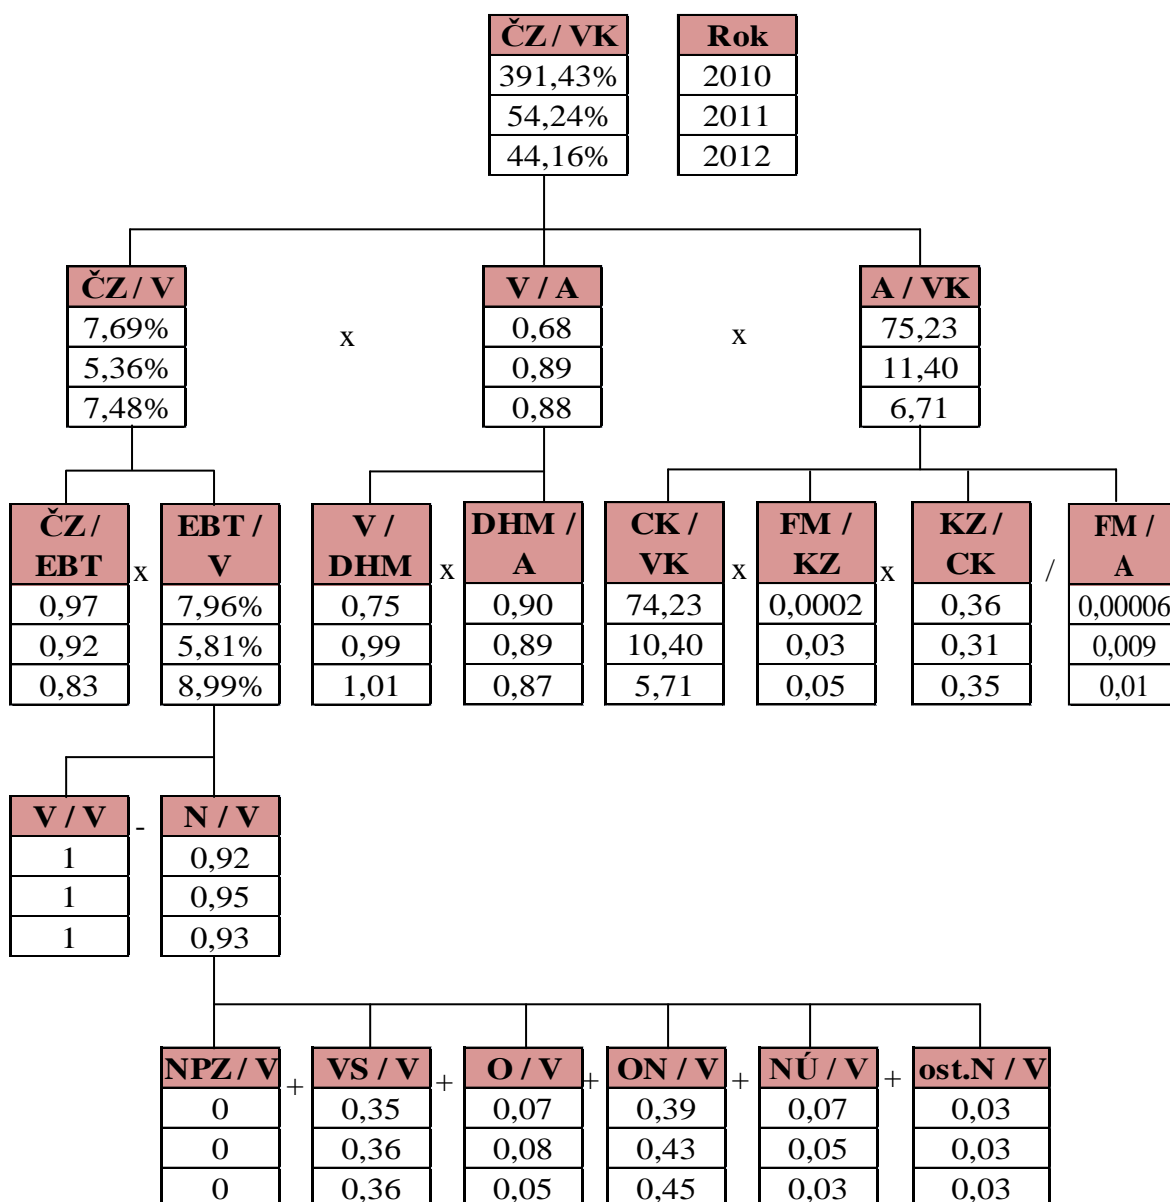 ČZ / VK Rok
391,43% 2010
54,24% 2011
44,16% 2012
ČZ / V V / A A / VK
7,69% x 0,68 x 75,23
5,36% 0,89 11,40
7,48% 0,88 6,71
ČZ / EBT / V / DHM / CK / FM / KZ / FM /
EBT x V DHM x A VK x KZ x CK / A
0,97 7,96% 0,75 0,90 74,23 0,0002 0,36 0,00006
0,92 5,81% 0,99 0,89 10,40 0,03 0,31 0,009
0,83 8,99% 1,01 0,87 5,71 0,05 0,35 0,01
V / V - N / V
1 0,92
1 0,95
1 0,93
NPZ / V + VS / V + O / V + ON / V + NÚ / V + ost.N / V
0 0,35 0,07 0,39 0,07 0,03
0 0,36 0,08 0,43 0,05 0,03
0 0,36 0,05 0,45 0,03 0,03